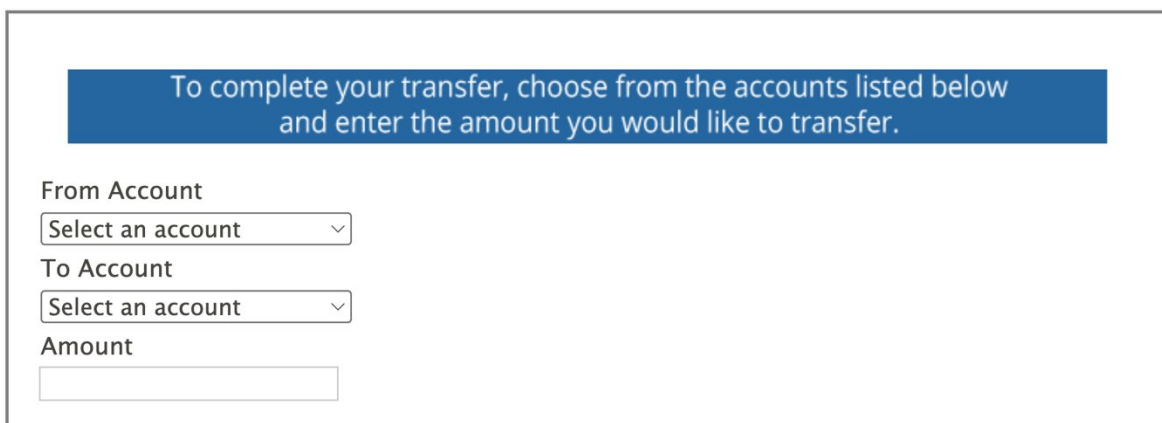 To complete your transfer, choose from the accounts listed below
and enter the amount you would like to transfer.
From Account
Select an account
To Account
Select an account
Amount